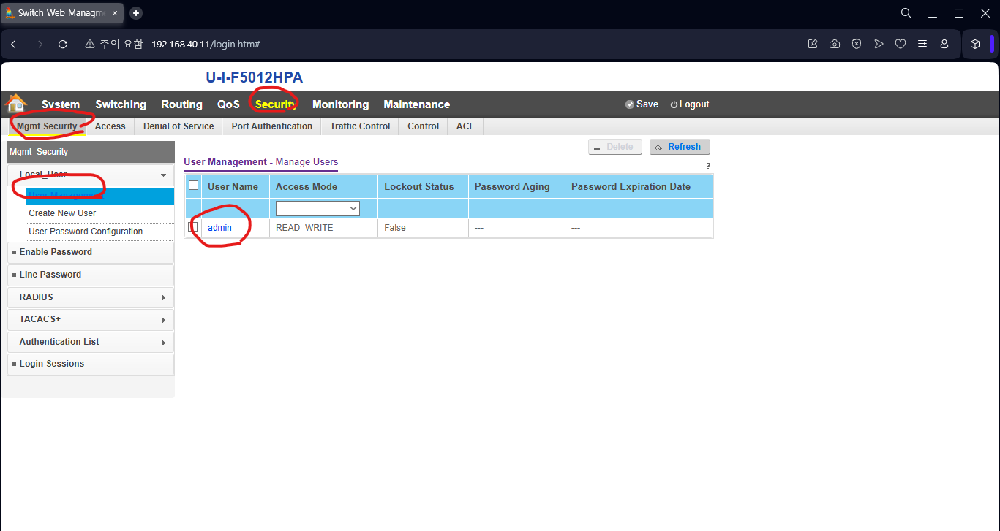 Switch Web Managm
주의 요함 192.168.40.11/login.htm#
U-I-F5012HPA
System Switching Routing QoS Security Monitoring Maintenance Save Logout
Mgmt Security Access Denial of Service Port Authentication Traffic Control Control ACL
Mgmt_Security
Delete Refresh
User Management - Manage Users
?
Local_User
User Name Access Mode Lockout Status Password Aging Password Expiration Date
User Management
Create New User
admin READ_WRITE False --- ---
User Password Configuration
Enable Password
Line Password
RADIUS
TACACS+
Authentication List
Login Sessions